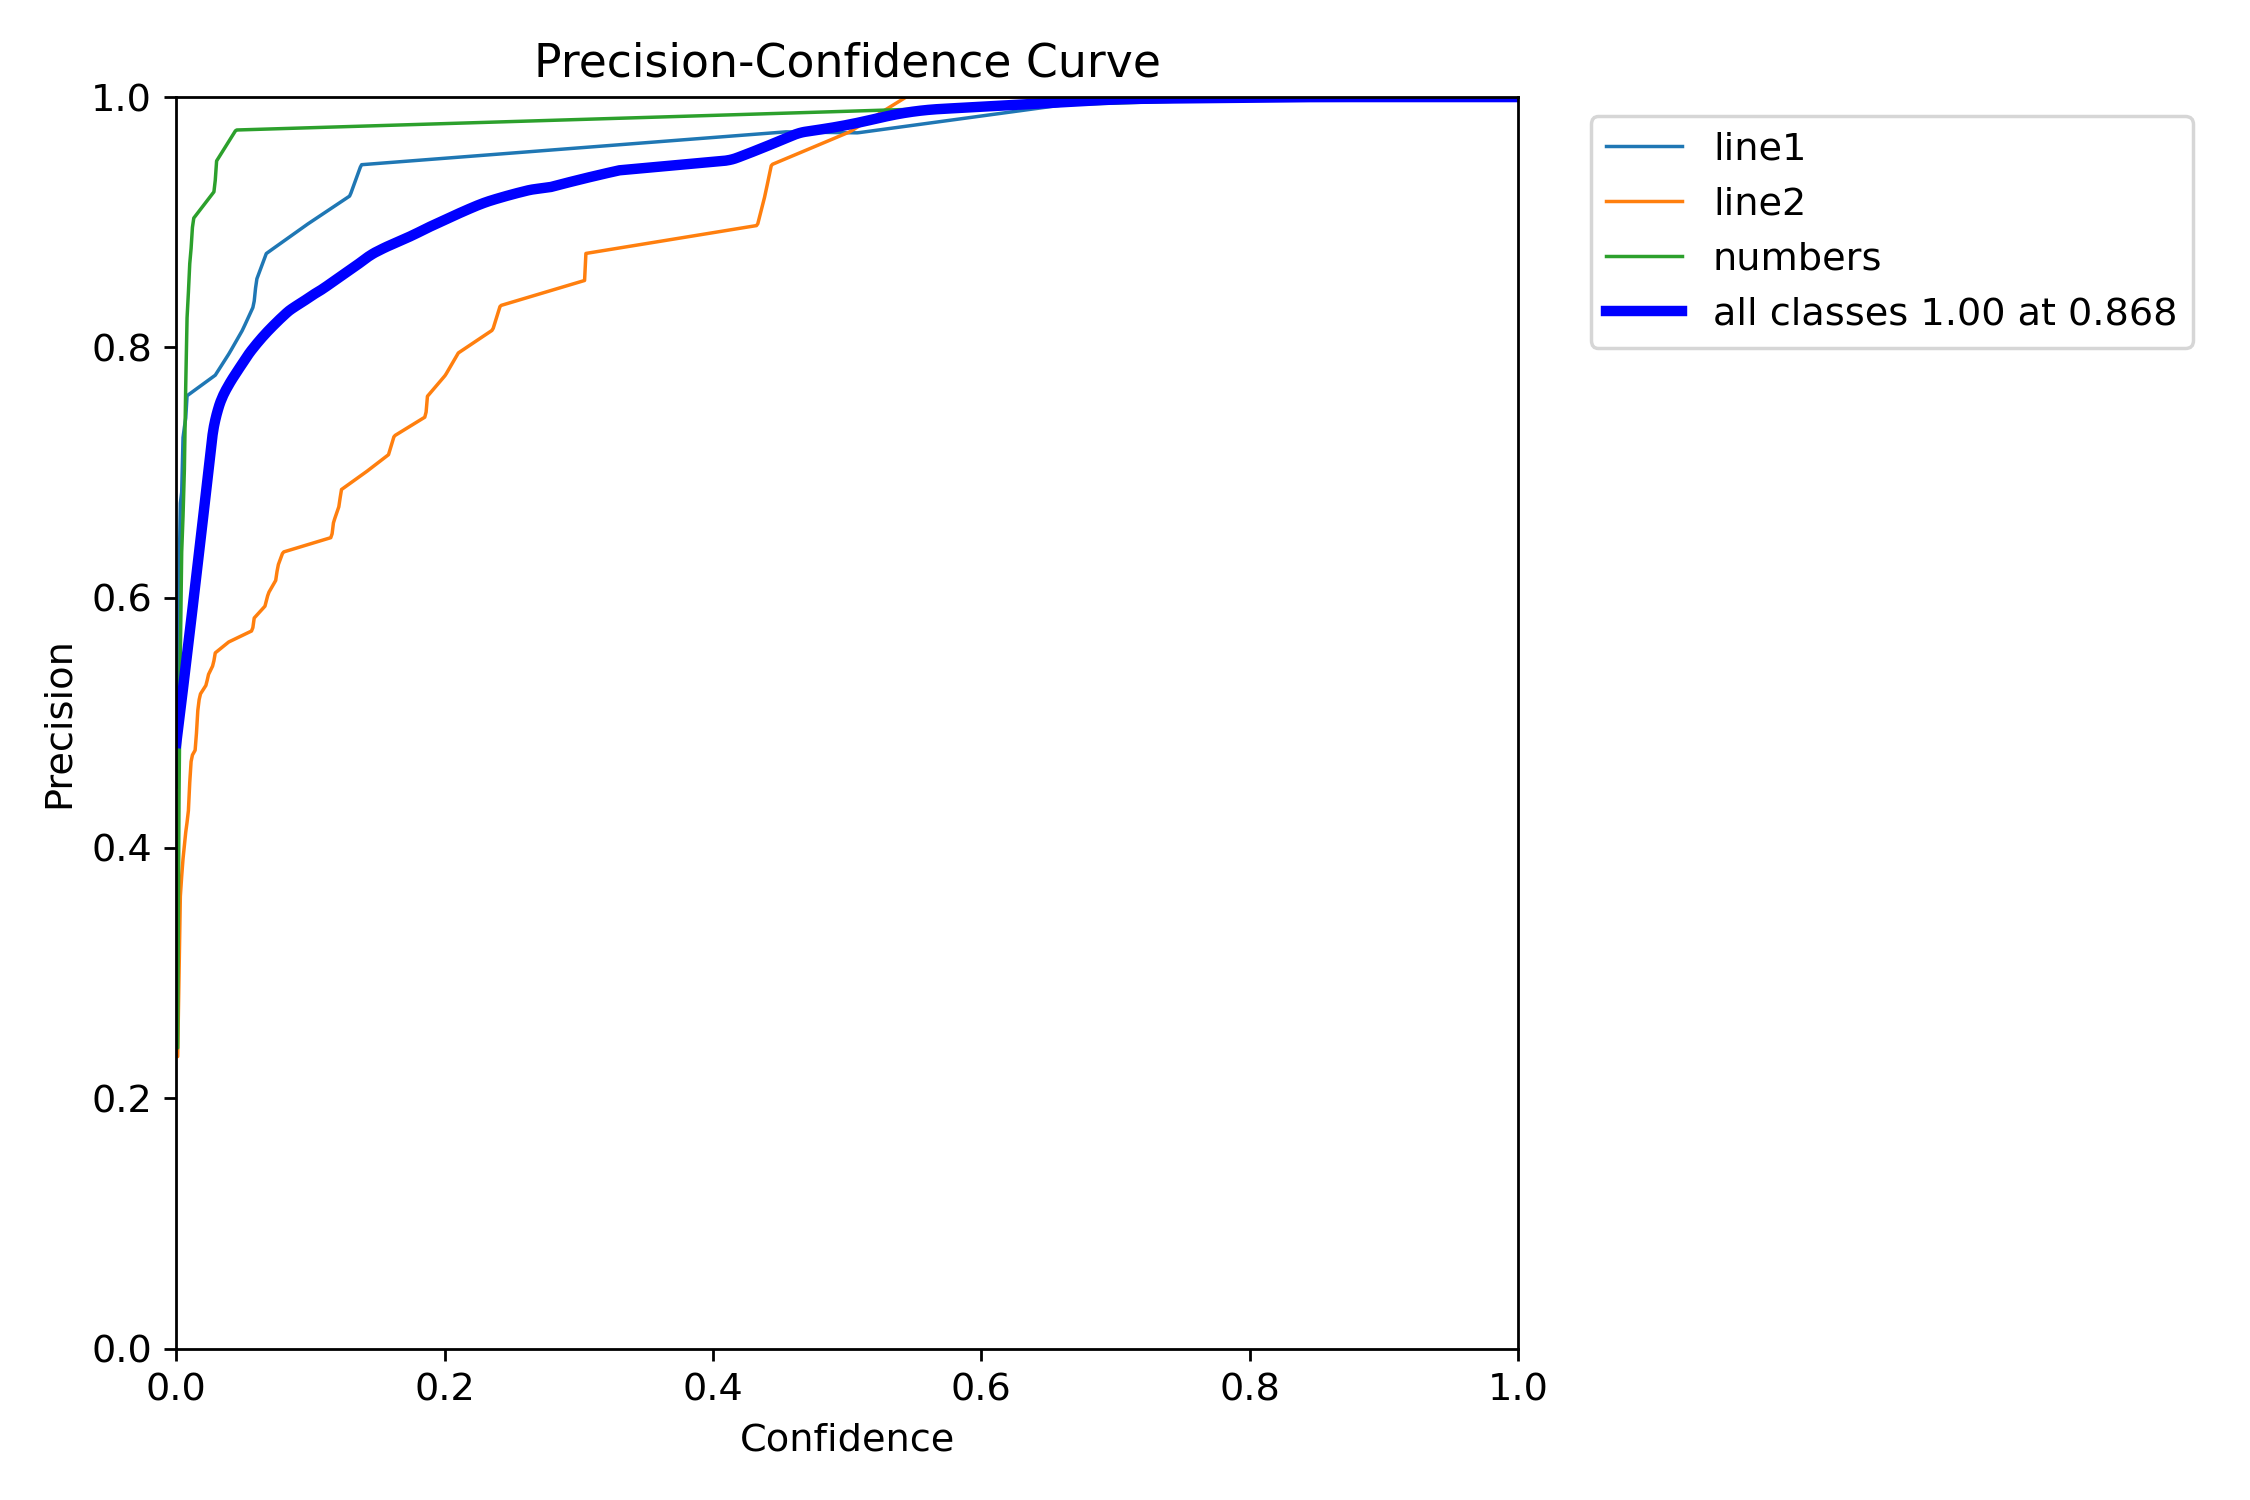 Precision-Confidence Curve
1.0
0.8
0.6
0.4
0.2
0.0
Precision
0.0 0.2 0.4 0.6 0.8 1.0
Confidence
line1
line2
numbers
all classes 1.00 at 0.868